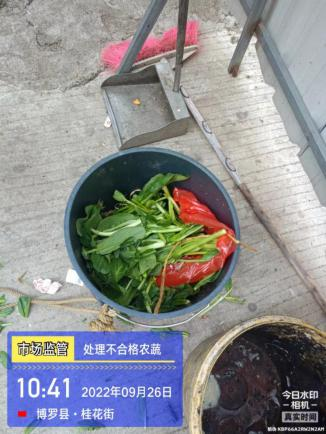 市场监管 处理不合格农蔬
10:41 2022年09月26日
博罗县·桂花街
今日水印
-相机-
真实时间